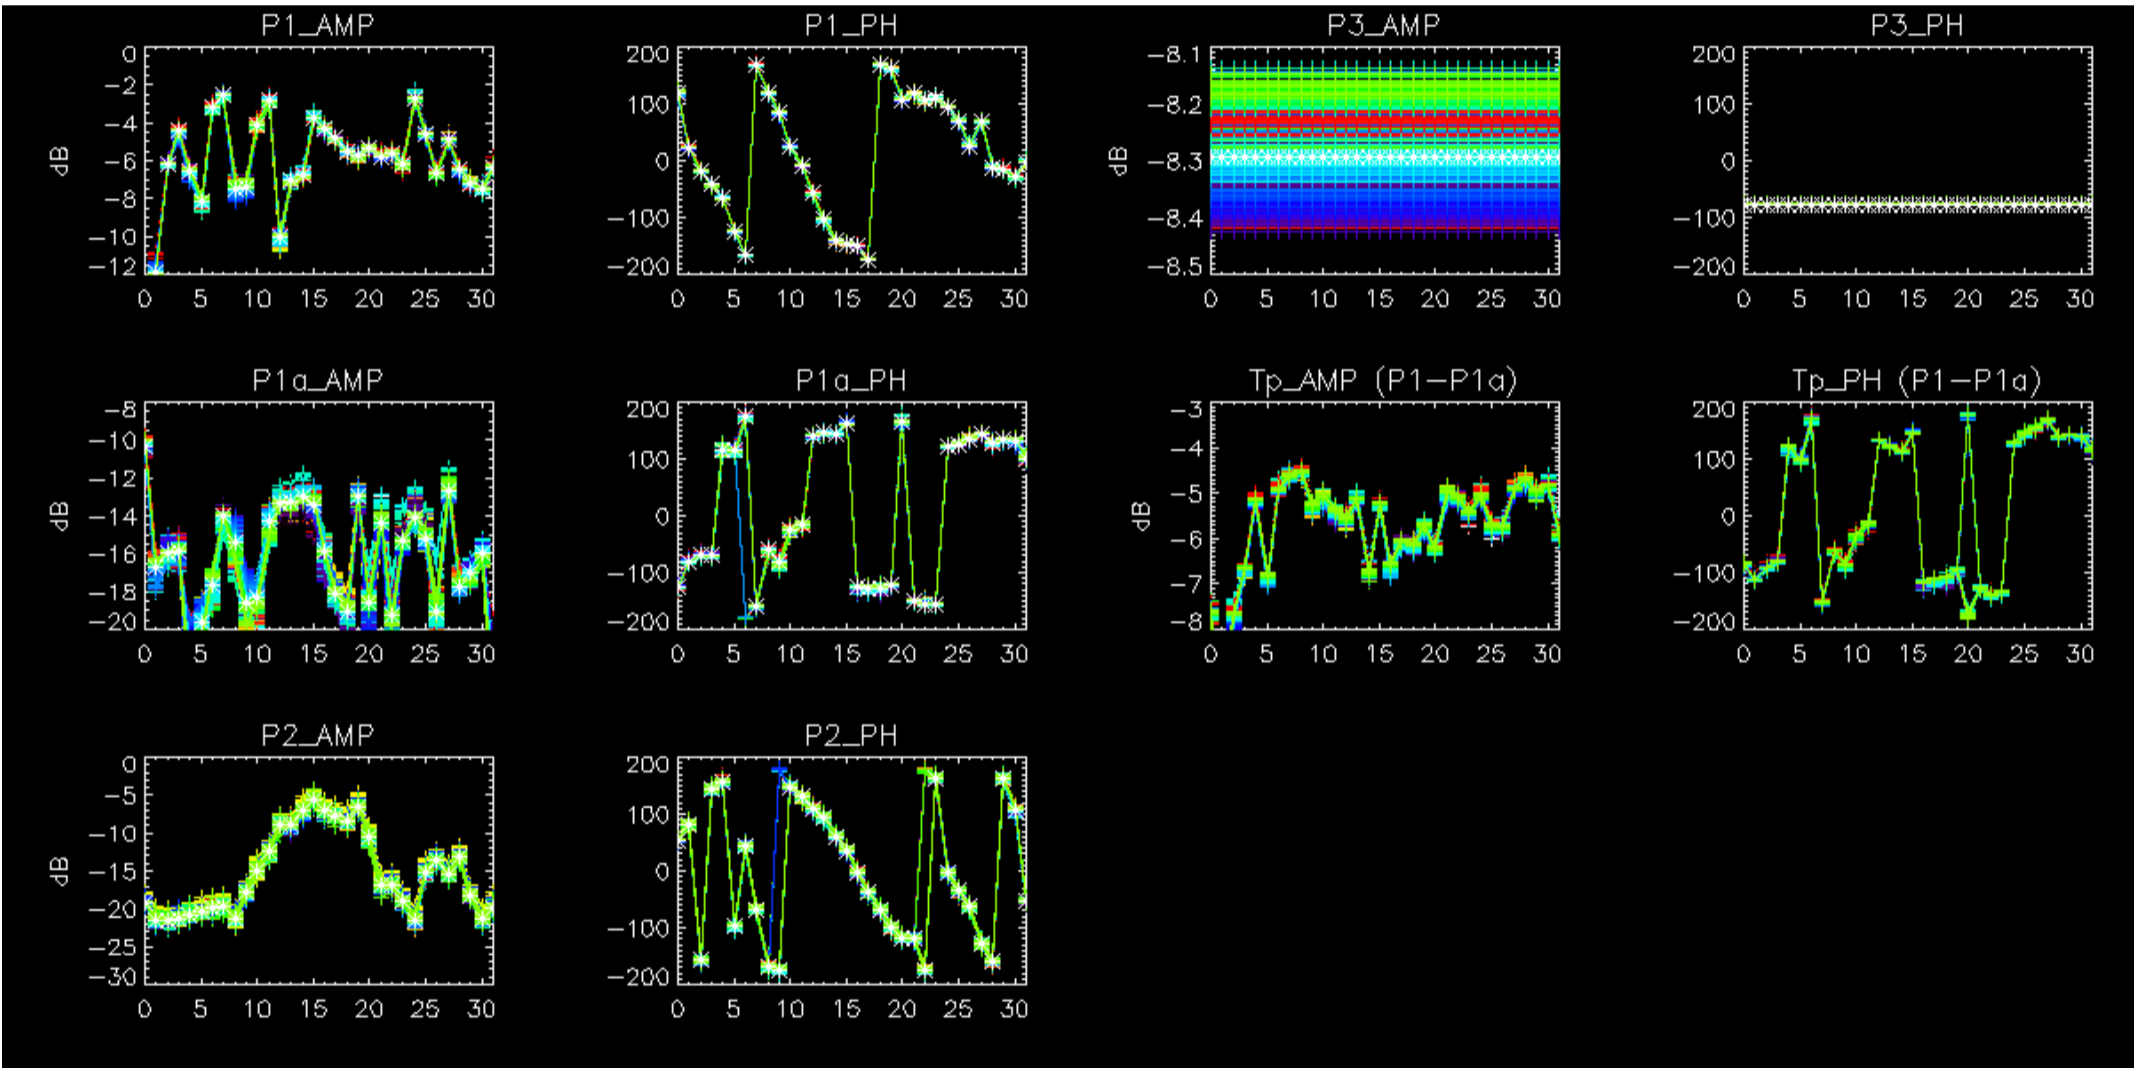 P1_AMP
P1_PH
P3_AMP
P3_PH
dB
0
−2
−4
−6
−8
−10
−12
0 5 10 15 20 25 30
200
100
0
−100
−200
0 5 10 15 20 25 30
dB
−8.1
−8.2
−8.3
−8.4
−8.5
0 5 10 15 20 25 30
200
100
0
−100
−200
0 5 10 15 20 25 30
P1a_AMP
P1a_PH
Tp_AMP (P1−P1a)
Tp_PH (P1−P1a)
dB
−8
−10
−12
−14
−16
−18
−20
0 5 10 15 20 25 30
200
100
0
−100
−200
0 5 10 15 20 25 30
dB
−3
−4
−5
−6
−7
−8
0 5 10 15 20 25 30
200
100
0
−100
−200
0 5 10 15 20 25 30
P2_AMP
P2_PH
dB
0
−5
−10
−15
−20
−25
−30
0 5 10 15 20 25 30
200
100
0
−100
−200
0 5 10 15 20 25 30